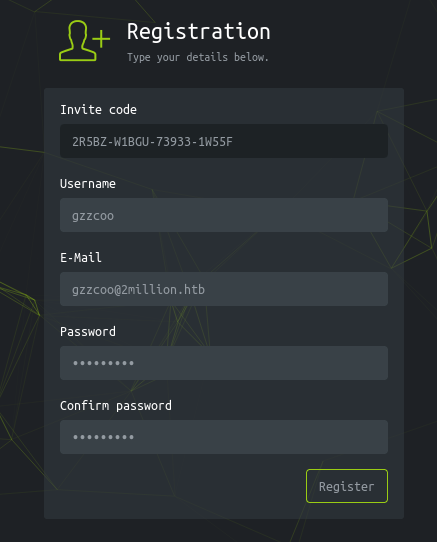 Registration
Type your details below.
Invite code
2R5BZ-W1BGU-73933-1W55F
Username
gzzcoo
E-Mail
gzzcoo@2million.htb
Password
•••••••••
Confirm password
•••••••••
Register